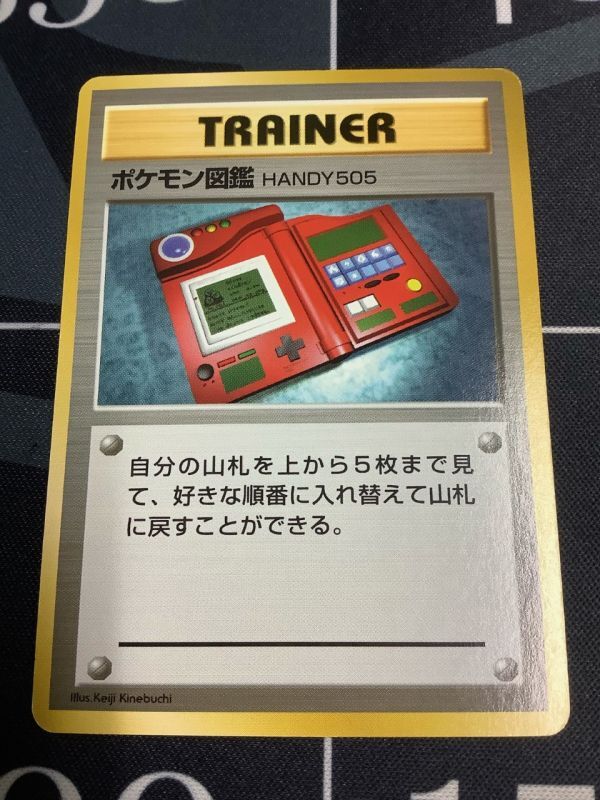 TRAINER
ポケモン図鑑 HANDY505
自分の山札を上から5枚まで見
て、好きな順番に入れ替えて山札
に戻すことができる。
Illus.Keiji Kinebuchi